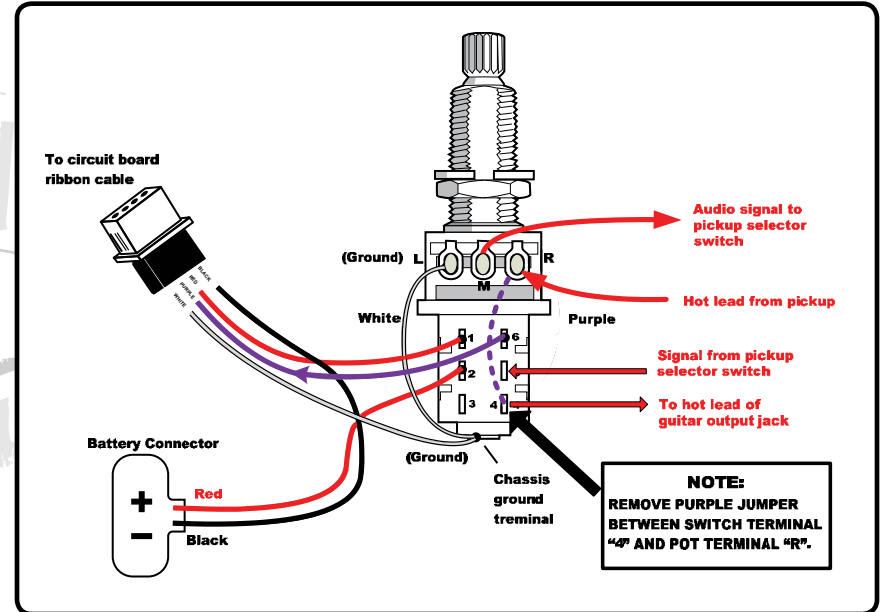 To circuit board
ribbon cable
Audio signal to
pickup selector
switch
(Ground) L
R
M
Hot lead from pickup
BLACK
RED
PURPLE
WHITE
White
Purple
1
6
2
3
4
Signal from pickup
selector switch
To hot lead of
guitar output jack
Battery Connector
(Ground)
Chassis
ground
treminal
+
Red
−
Black
NOTE:
REMOVE PURPLE JUMPER
BETWEEN SWITCH TERMINAL
“4” AND POT TERMINAL “R”.